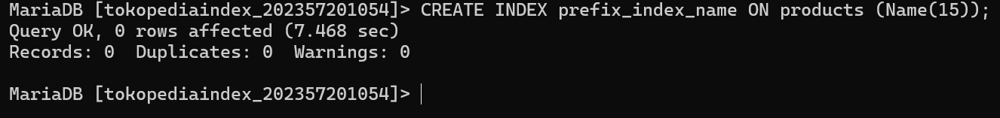 MariaDB [tokopediaindex_202357201054]> CREATE INDEX prefix_index_name ON products (Name(15));
Query OK, 0 rows affected (7.468 sec)
Records: 0  Duplicates: 0  Warnings: 0
MariaDB [tokopediaindex_202357201054]>